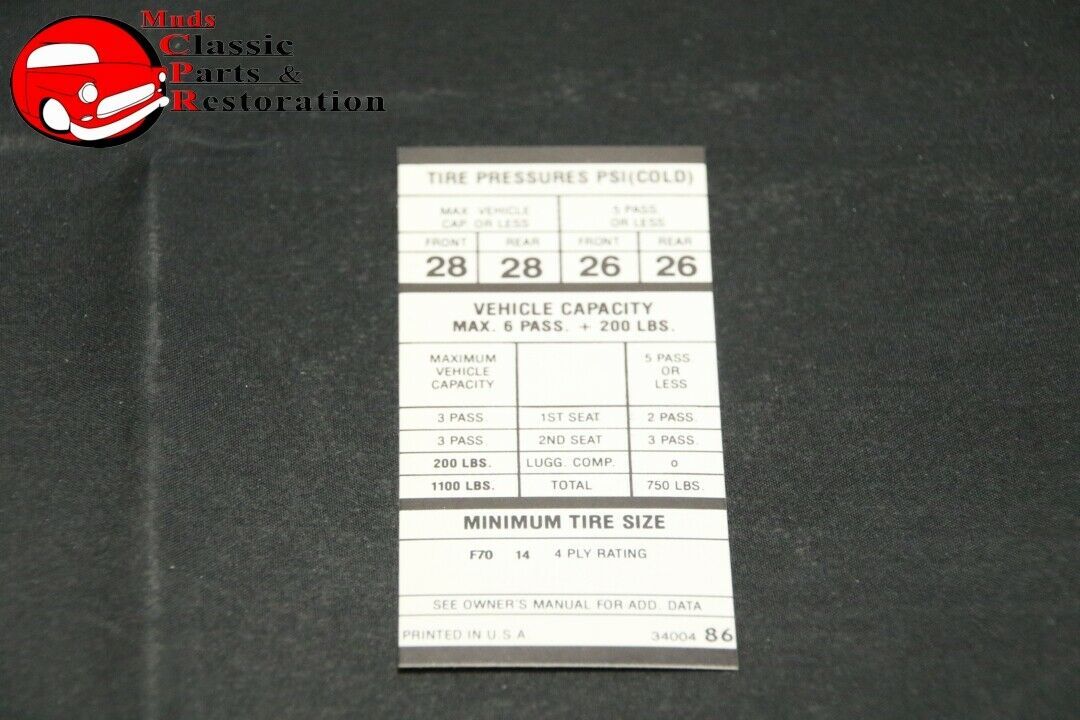 Muds
Classic
Parts &
Restoration
TIRE PRESSURES PSI(COLD)
MAX. VEHICLE CAP. OR LESS 5 PASS OR LESS
FRONT REAR FRONT REAR
28 28 26 26
VEHICLE CAPACITY
MAX. 6 PASS. + 200 LBS.
MAXIMUM VEHICLE CAPACITY 5 PASS OR LESS
3 PASS 1ST SEAT 2 PASS.
3 PASS. 2ND SEAT 3 PASS.
200 LBS. LUGG. COMP. o
1100 LBS. TOTAL 750 LBS.
MINIMUM TIRE SIZE
F70 14 4 PLY RATING
SEE OWNER'S MANUAL FOR ADD. DATA
PRINTED IN U.S.A 34004 86